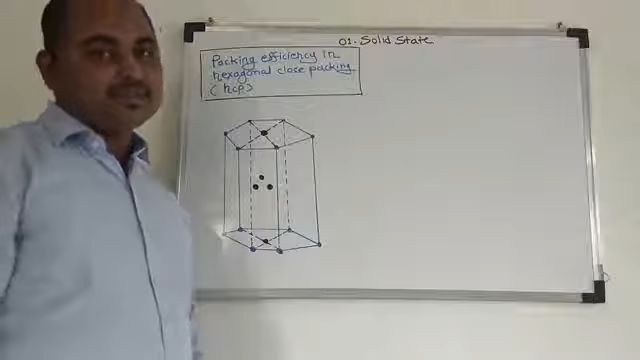 01. Solid State
Packing efficiency in
hexagonal close packing
(hcp)